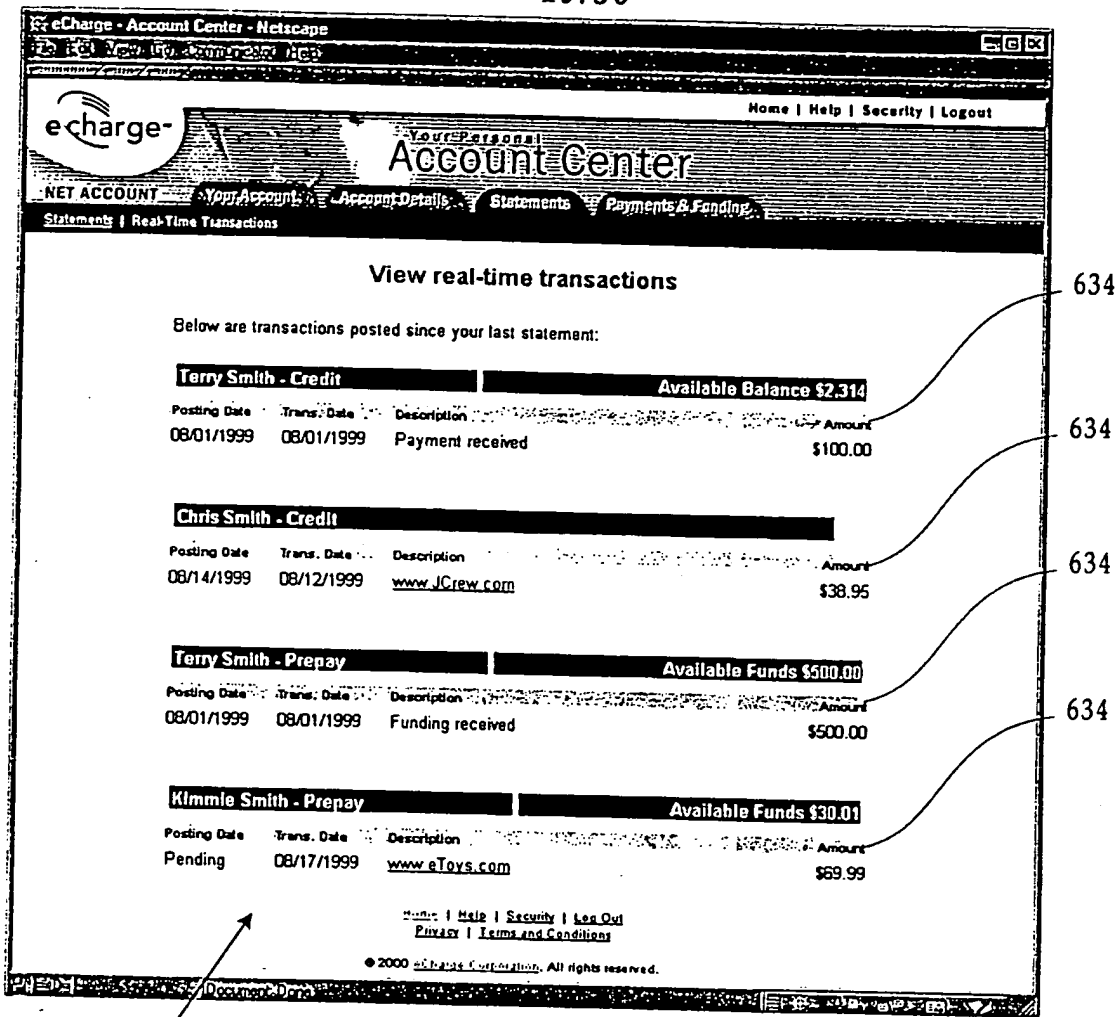 eCharge - Account Center - Netscape
File Edit View Go Communicator Help
Home | Help | Security | Logout
echarge
Your Personal
Account Center
NET ACCOUNT Your Account Account Details Statements Payments & Funding
Statements | Real-Time Transactions
View real-time transactions
634
Below are transactions posted since your last statement:
Terry Smith - Credit Available Balance $2,314
Posting Date Trans. Date Description Amount
08/01/1999 08/01/1999 Payment received $100.00
634
Chris Smith - Credit
Posting Date Trans. Date Description Amount
08/14/1999 08/12/1999 www.JCrew.com $38.95
634
Terry Smith - Prepay Available Funds $500.00
Posting Date Trans. Date Description Amount
08/01/1999 08/01/1999 Funding received $500.00
634
Kimmie Smith - Prepay Available Funds $30.01
Posting Date Trans. Date Description Amount
Pending 08/17/1999 www.eToys.com $69.99
Home | Help | Security | Log Out
Privacy | Terms and Conditions
© 2000 eCharge Corporation. All rights reserved.
Document: Done